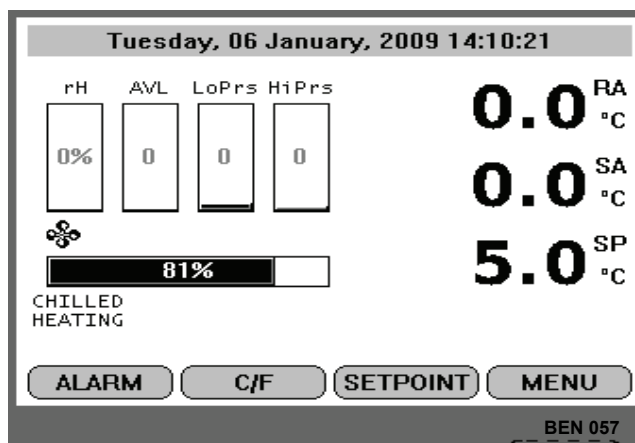 Tuesday, 06 January, 2009 14:10:21
rH AVL LoPrs HiPrs
0% 0 0 0
0.0 RA °C
0.0 SA °C
81%
5.0 SP °C
CHILLED
HEATING
ALARM C/F SETPOINT MENU
BEN 057